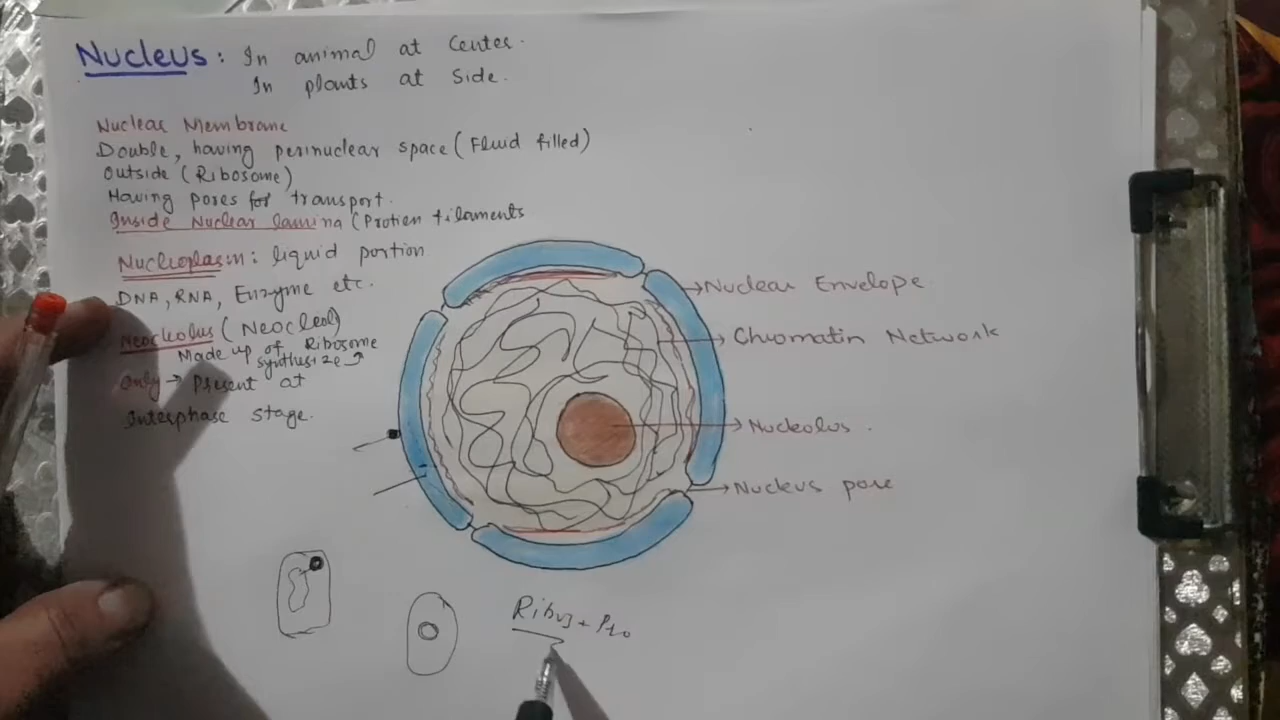 Nucleus: In animal at Center.
In plants at Side.
Nuclear Membrane
Double, having perinuclear space (Fluid filled)
Outside (Ribosome)
Having pores for transport.
Inside Nuclear lamina (Protien filaments
Nucleoplasm: liquid portion
DNA, RNA, Enzyme etc.
(Neocleol)
Made up of Ribosome
synthesize
Only → Present at
Interphase stage.
Nuclear Envelope
Chromatin Network
Nucleolus.
Nucleus pore